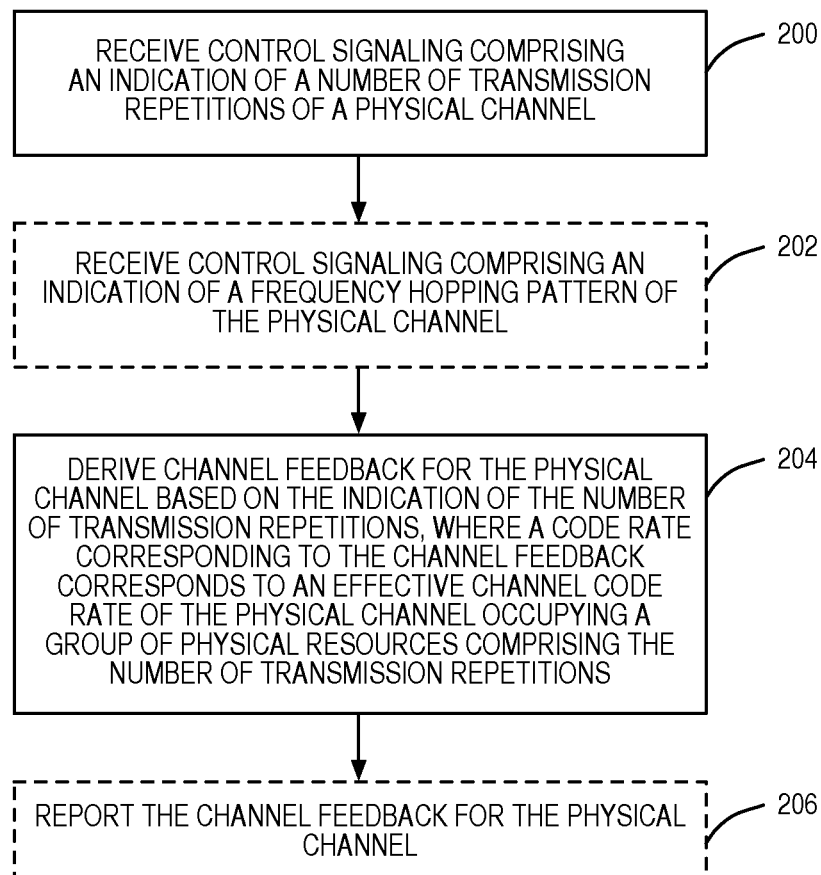 RECEIVE CONTROL SIGNALING COMPRISING
AN INDICATION OF A NUMBER OF TRANSMISSION
REPETITIONS OF A PHYSICAL CHANNEL
200
RECEIVE CONTROL SIGNALING COMPRISING AN
INDICATION OF A FREQUENCY HOPPING PATTERN OF
THE PHYSICAL CHANNEL
202
DERIVE CHANNEL FEEDBACK FOR THE PHYSICAL
CHANNEL BASED ON THE INDICATION OF THE NUMBER
OF TRANSMISSION REPETITIONS, WHERE A CODE RATE
CORRESPONDING TO THE CHANNEL FEEDBACK
CORRESPONDS TO AN EFFECTIVE CHANNEL CODE
RATE OF THE PHYSICAL CHANNEL OCCUPYING A
GROUP OF PHYSICAL RESOURCES COMPRISING THE
NUMBER OF TRANSMISSION REPETITIONS
204
REPORT THE CHANNEL FEEDBACK FOR THE PHYSICAL
CHANNEL
206